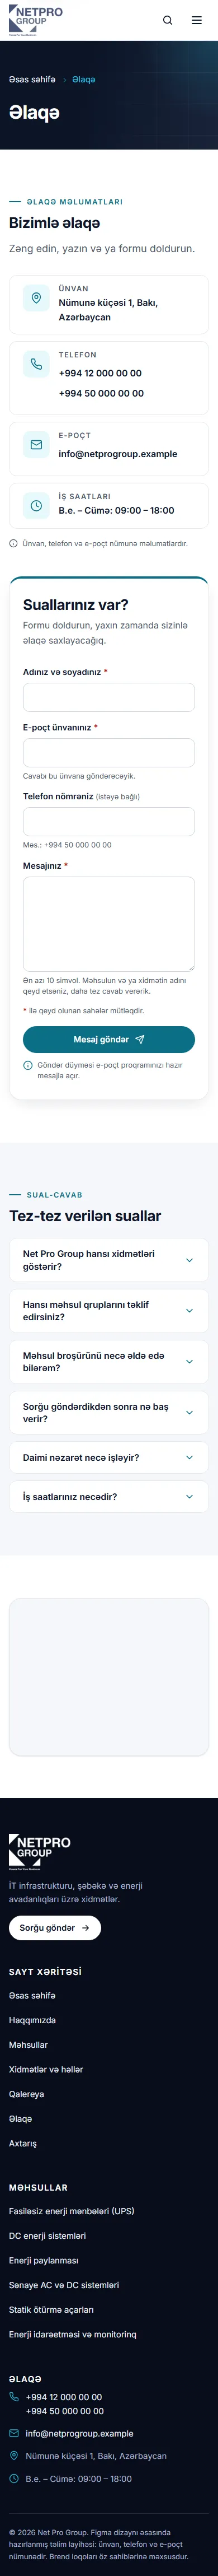 NETPRO
GROUP
Power For Your Business
Əsas səhifə › Əlaqə
Əlaqə
ƏLAQƏ MƏLUMATLARI
Bizimlə əlaqə
Zəng edin, yazın və ya formu doldurun.
ÜNVAN
Nümunə küçəsi 1, Bakı,
Azərbaycan
TELEFON
+994 12 000 00 00
+994 50 000 00 00
E-POÇT
info@netprogroup.example
İŞ SAATLARI
B.e. – Cümə: 09:00 – 18:00
Ünvan, telefon və e-poçt nümunə məlumatlardır.
Suallarınız var?
Formu doldurun, yaxın zamanda sizinlə
əlaqə saxlayacağıq.
Adınız və soyadınız *
E-poçt ünvanınız *
Cavabı bu ünvana göndərəcəyik.
Telefon nömrəniz (istəyə bağlı)
Məs.: +994 50 000 00 00
Mesajınız *
Ən azı 10 simvol. Məhsulun və ya xidmətin adını
qeyd etsəniz, daha tez cavab verərik.
* ilə qeyd olunan sahələr mütləqdir.
Mesaj göndər
Göndər düyməsi e-poçt proqramınızı hazır
mesajla açır.
SUAL-CAVAB
Tez-tez verilən suallar
Net Pro Group hansı xidmətləri
göstərir?
Hansı məhsul qruplarını təklif
edirsiniz?
Məhsul broşürünü necə əldə edə
bilərəm?
Sorğu göndərdikdən sonra nə baş
verir?
Daimi nəzarət necə işləyir?
İş saatlarınız necədir?
NETPRO
GROUP
Power For Your Business
İT infrastrukturu, şəbəkə və enerji
avadanlıqları üzrə xidmətlər.
Sorğu göndər
SAYT XƏRİTƏSİ
Əsas səhifə
Haqqımızda
Məhsullar
Xidmətlər və həllər
Qalereya
Əlaqə
Axtarış
MƏHSULLAR
Fasiləsiz enerji mənbələri (UPS)
DC enerji sistemləri
Enerji paylanması
Sənaye AC və DC sistemləri
Statik ötürmə açarları
Enerji idarəetməsi və monitorinq
ƏLAQƏ
+994 12 000 00 00
+994 50 000 00 00
info@netprogroup.example
Nümunə küçəsi 1, Bakı, Azərbaycan
B.e. – Cümə: 09:00 – 18:00
© 2026 Net Pro Group. Figma dizaynı əsasında
hazırlanmış təlim layihəsi: ünvan, telefon və e-poçt
nümunədir. Brend loqoları öz sahiblərinə məxsusdur.